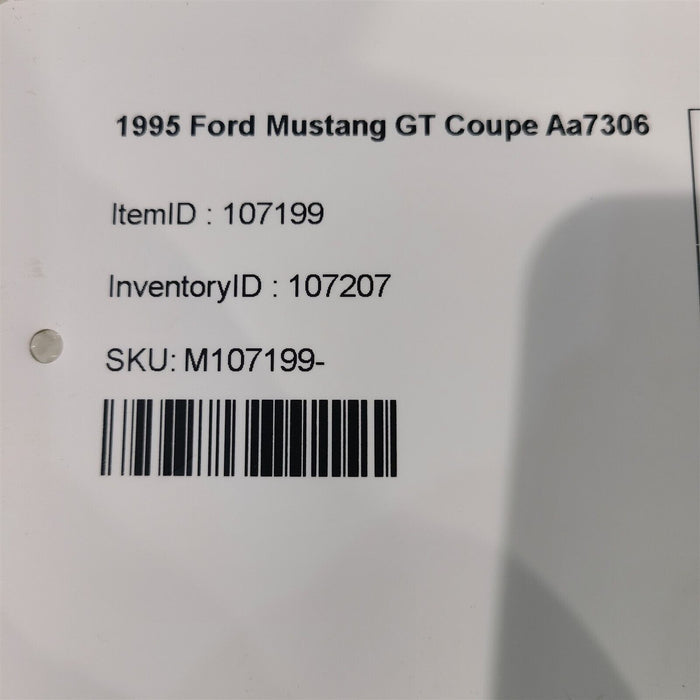 1995 Ford Mustang GT Coupe Aa7306
ItemID : 107199
InventoryID : 107207
SKU: M107199-